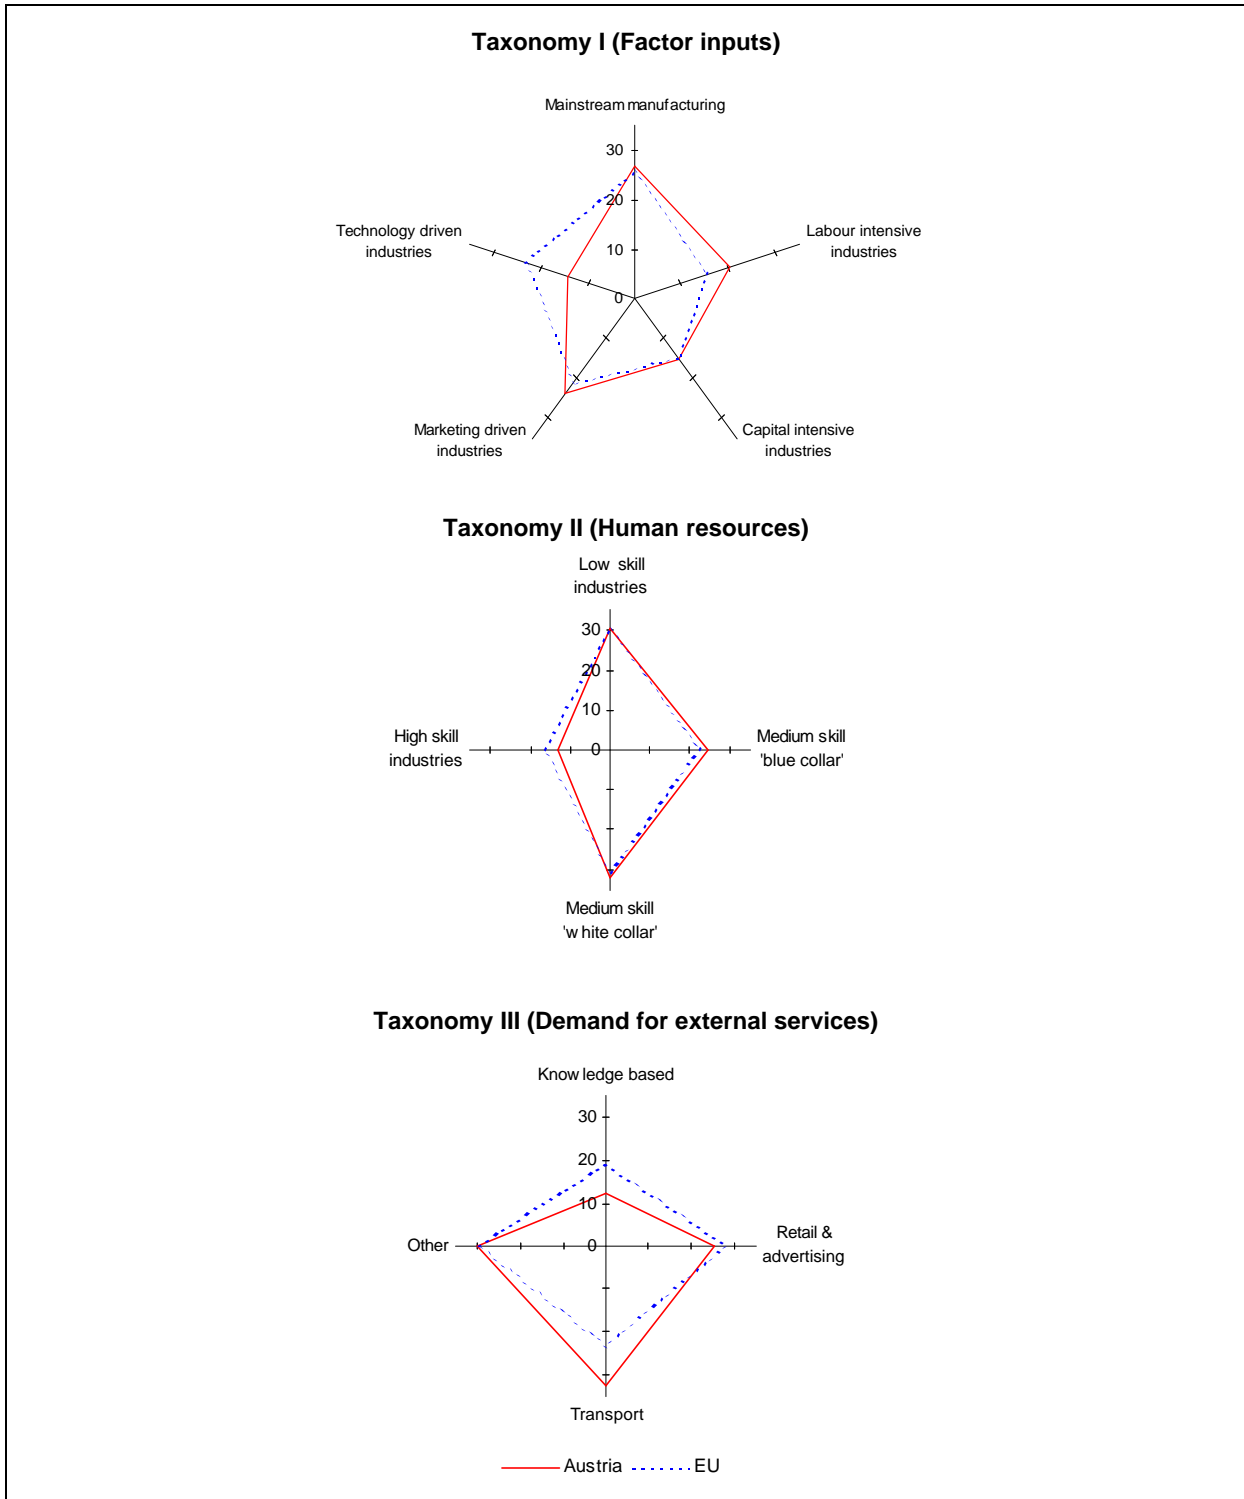 Taxonomy I (Factor inputs)
Mainstream manufacturing
30
20
Technology driven
industries
Labour intensive
industries
10
0
Marketing driven
industries
Capital intensive
industries
Taxonomy II (Human resources)
Low skill
industries
30
20
10
High skill
industries
0
Medium skill
'blue collar'
Medium skill
'w hite collar'
Taxonomy III (Demand for external services)
Know ledge based
30
20
10
Other
0
Retail &
advertising
Transport
Austria
EU